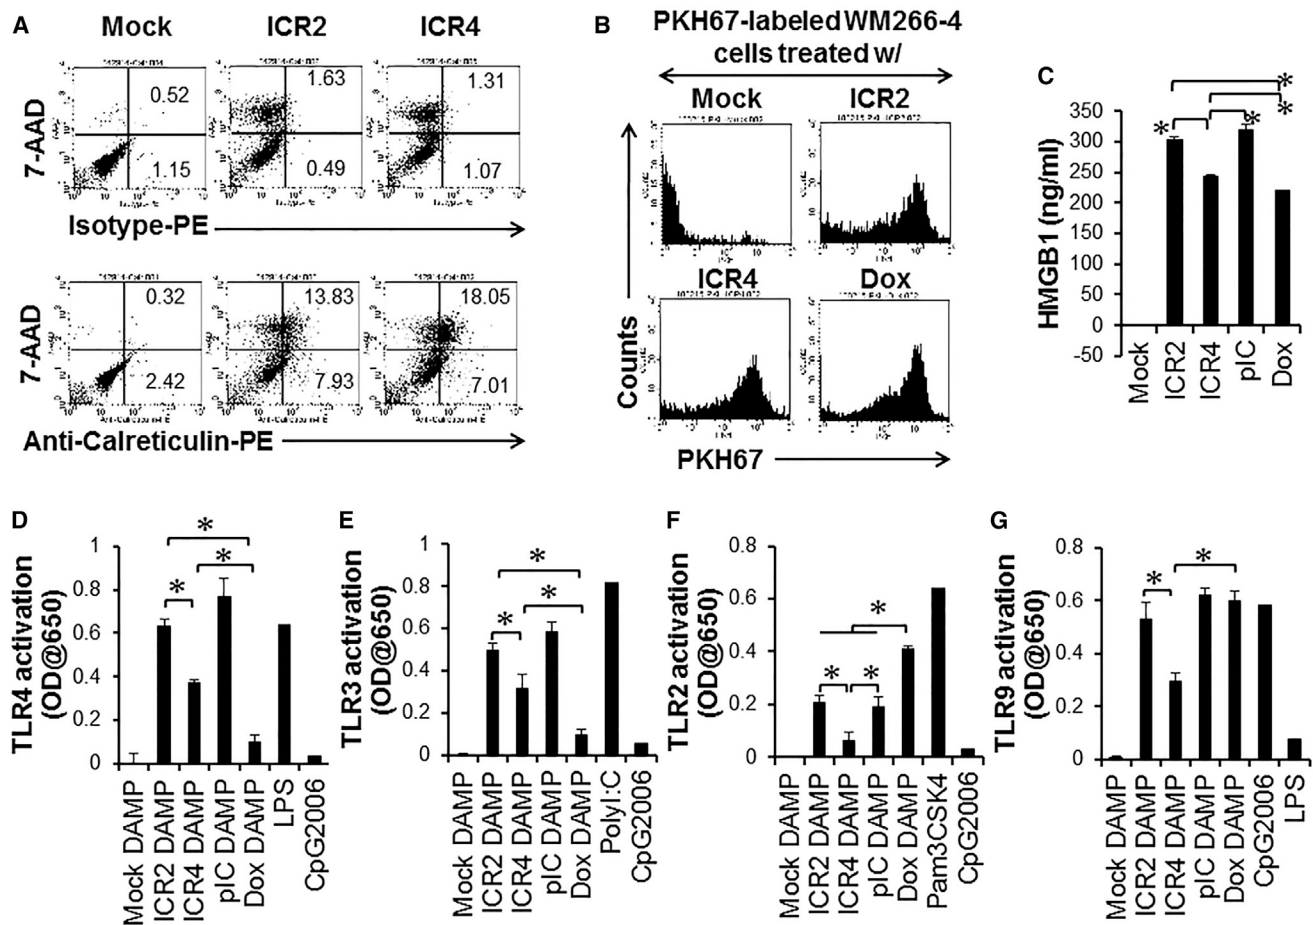 A
Mock
ICR2
ICR4
7-AAD
0.52
1.15
1.63
0.49
1.31
1.07
Isotype-PE
7-AAD
0.32
2.42
13.83
7.93
18.05
7.01
Anti-Calreticulin-PE
B
PKH67-labeled WM266-4
cells treated w/
Mock
ICR2
ICR4
Dox
Counts
PKH67
C
HMGB1 (ng/ml)
350
300
250
200
150
100
50
0
-50
* * * *
Mock
ICR2
ICR4
pIC
Dox
D
TLR4 activation
(OD@650)
1
0.8
0.6
0.4
0.2
0
* * *
Mock DAMP
ICR2 DAMP
ICR4 DAMP
pIC DAMP
Dox DAMP
LPS
CpG2006
E
TLR3 activation
(OD@650)
1
0.8
0.6
0.4
0.2
0
* * *
Mock DAMP
ICR2 DAMP
ICR4 DAMP
pIC DAMP
Dox DAMP
PolyI:C
CpG2006
F
TLR2 activation
(OD@650)
0.8
0.6
0.4
0.2
0
* * *
Mock DAMP
ICR2 DAMP
ICR4 DAMP
pIC DAMP
Dox DAMP
Pam3CSK4
CpG2006
G
TLR9 activation
(OD@650)
0.8
0.6
0.4
0.2
0
* *
Mock DAMP
ICR2 DAMP
ICR4 DAMP
pIC DAMP
Dox DAMP
CpG2006
LPS